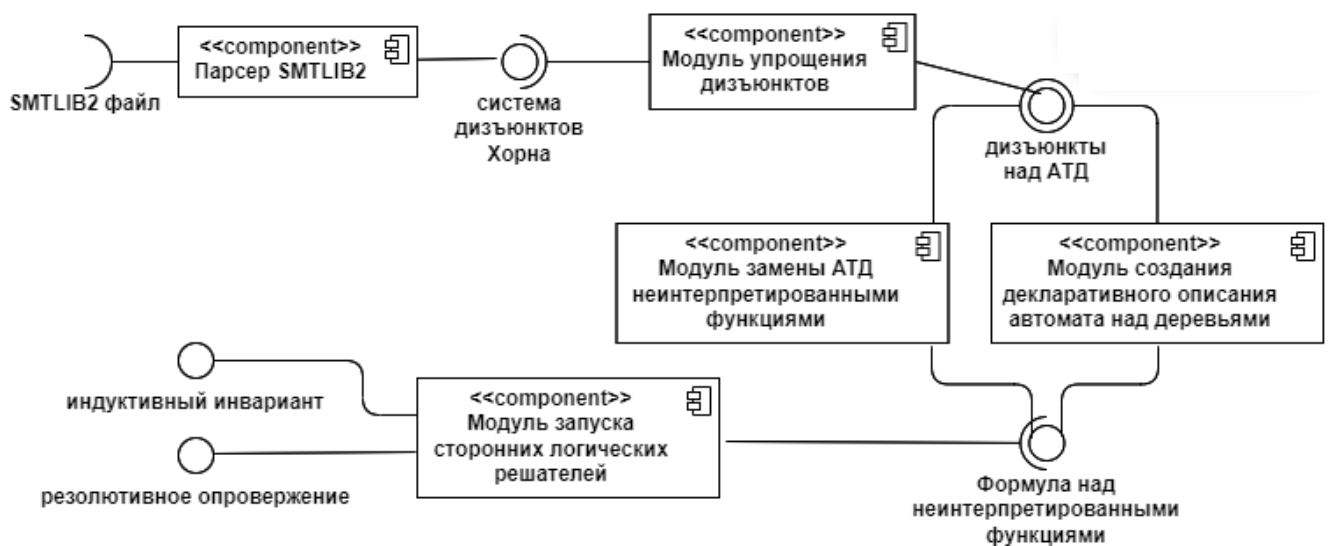 <<component>>
Парсер SMTLIB2
SMTLIB2 файл
система
дизъюнктов
Хорна
<<component>>
Модуль упрощения
дизъюнктов
дизъюнкты
над АТД
<<component>>
Модуль замены АТД
неинтерпретированными
функциями
<<component>>
Модуль создания
декларативного описания
автомата над деревьями
индуктивный инвариант
резолютивное опровержение
<<component>>
Модуль запуска
сторонних логических
решателей
Формула над
неинтерпретированными
функциями